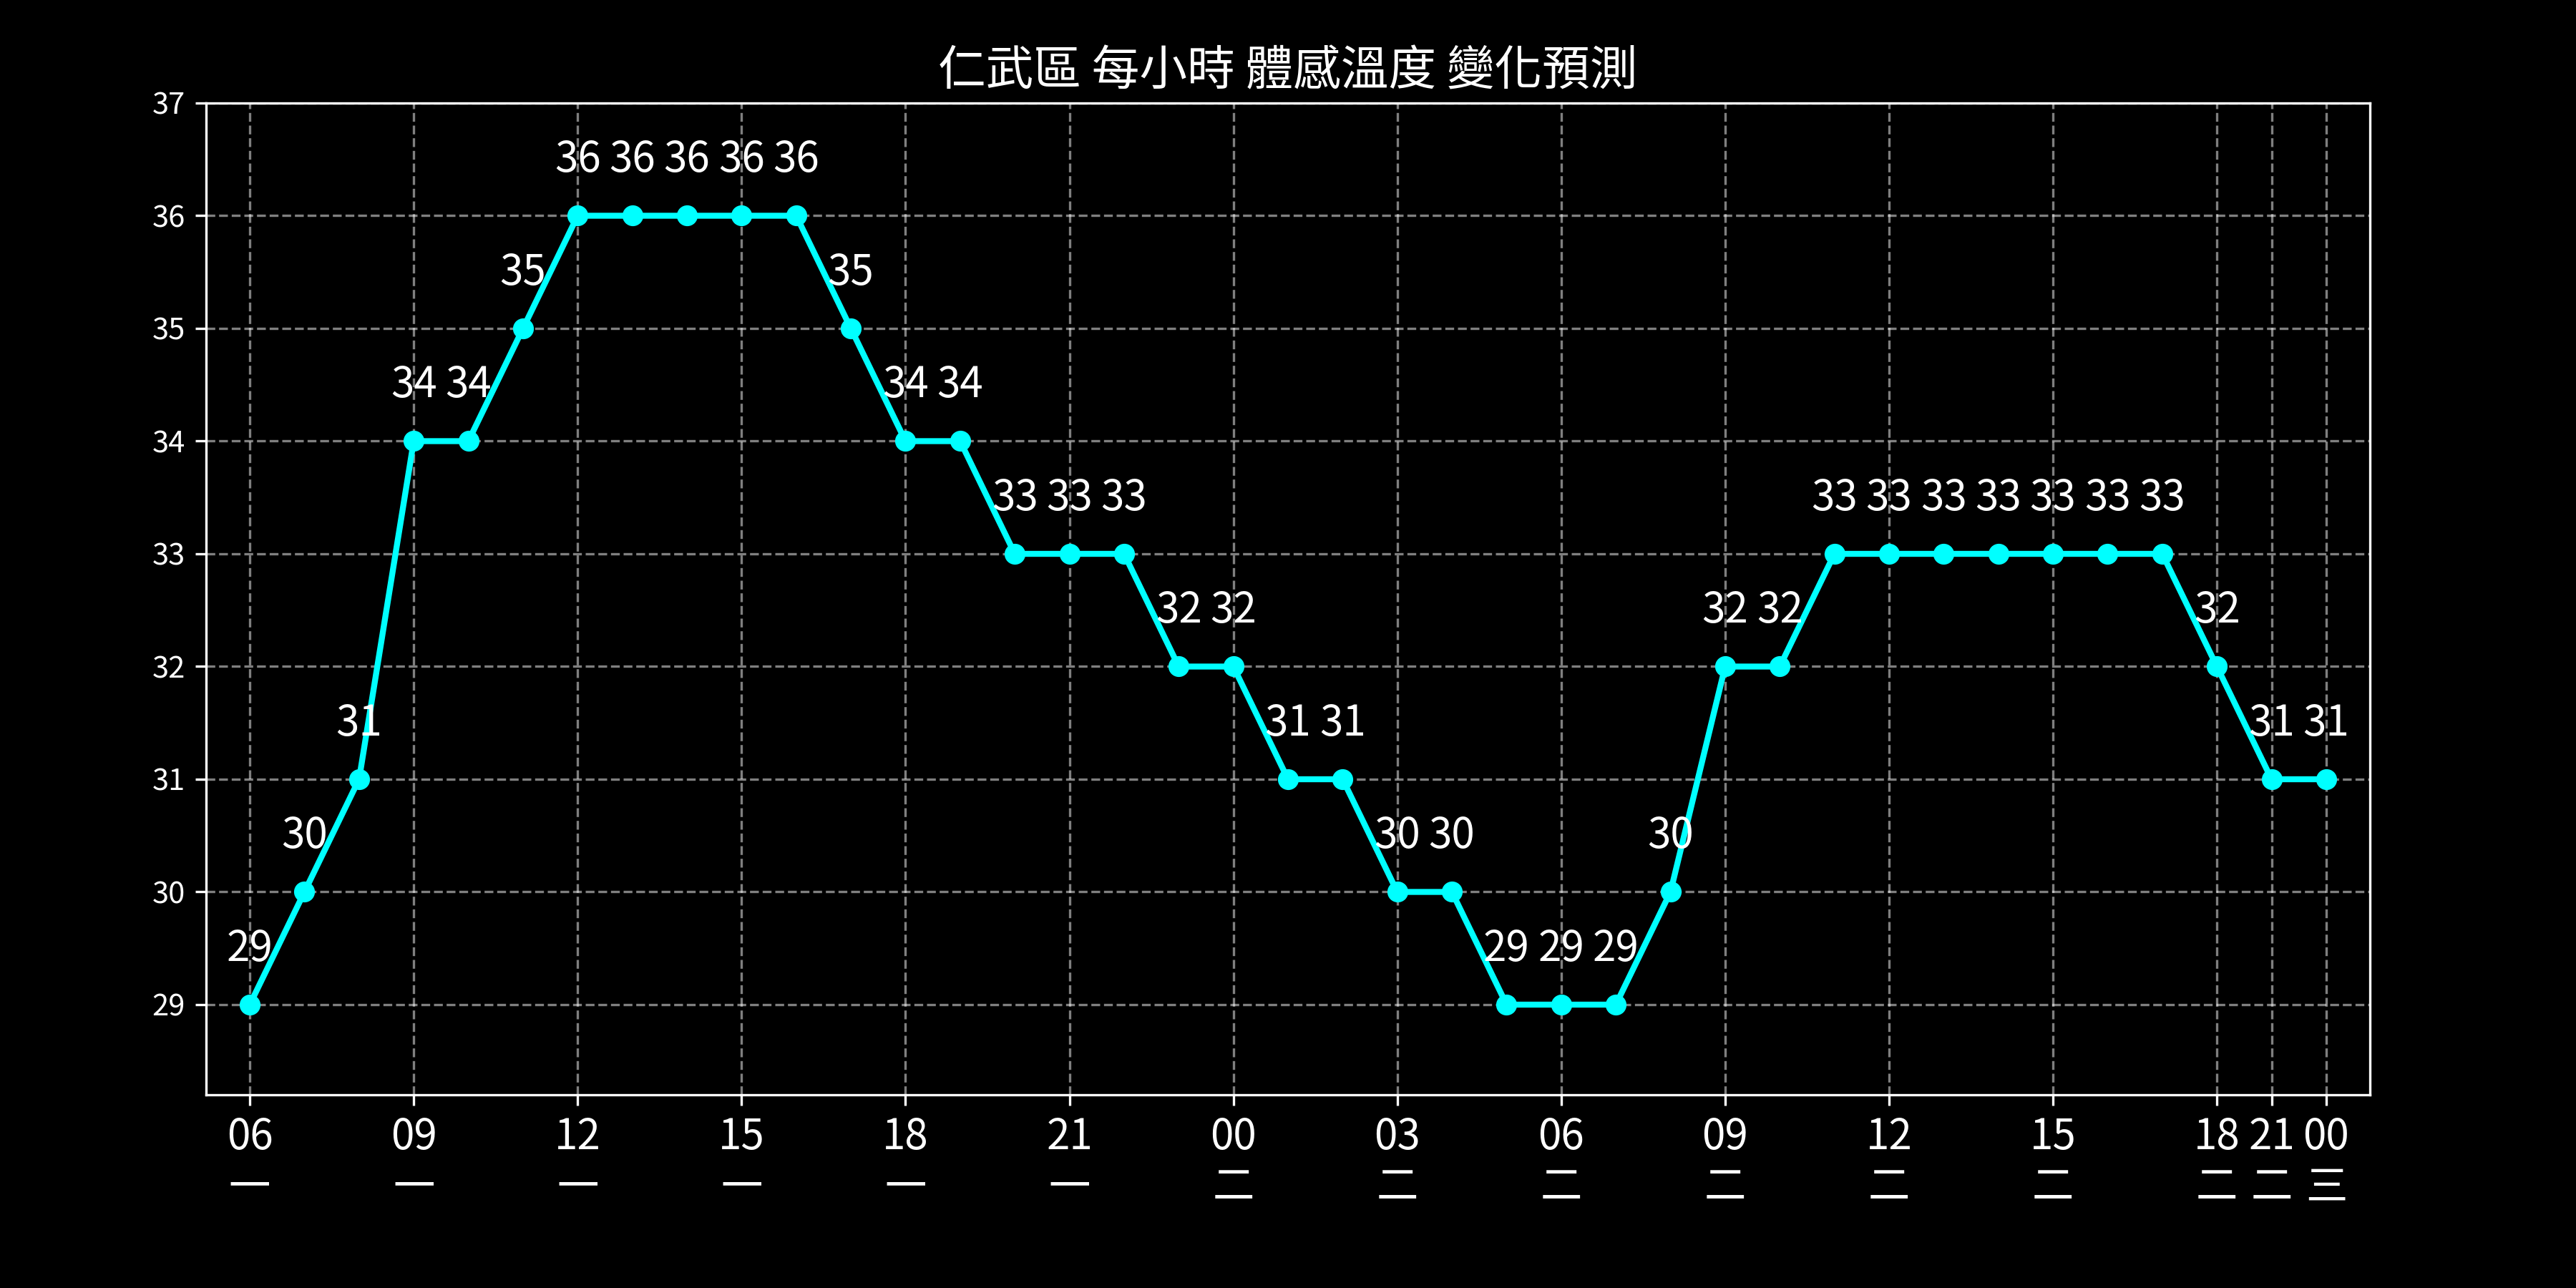 仁武區 每小時 體感溫度 變化預測
37
36 36 36 36 36
36
35 35
35
34 34 34 34
34
33 33 33 33 33 33 33 33 33 33
33
32 32 32 32 32
32
31 31 31 31 31
31
30 30 30 30
30
29 29 29 29
29
06 09 12 15 18 21 00 03 06 09 12 15 18 21 00
一 一 一 一 一 一 二 二 二 二 二 二 二 二 三